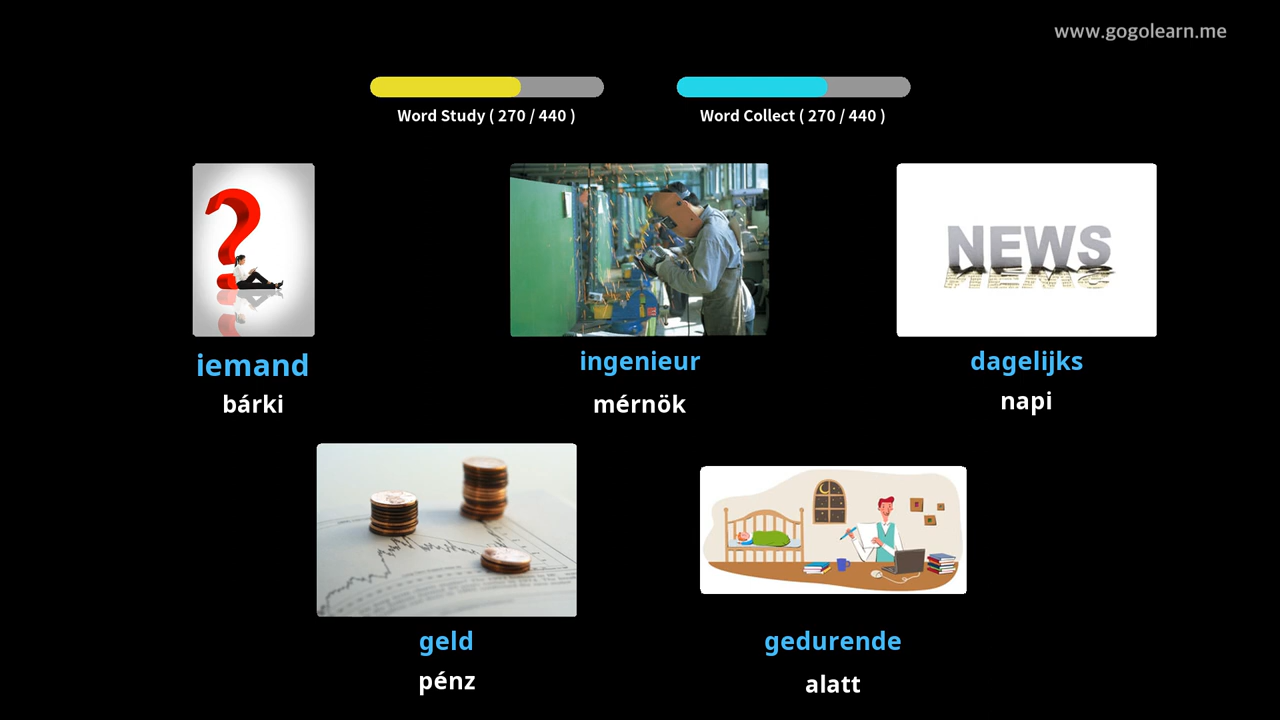 www.gogolearn.me
Word Study ( 270 / 440 )
Word Collect ( 270 / 440 )
NEWS
iemand
bárki
ingenieur
mérnök
dagelijks
napi
geld
pénz
gedurende
alatt